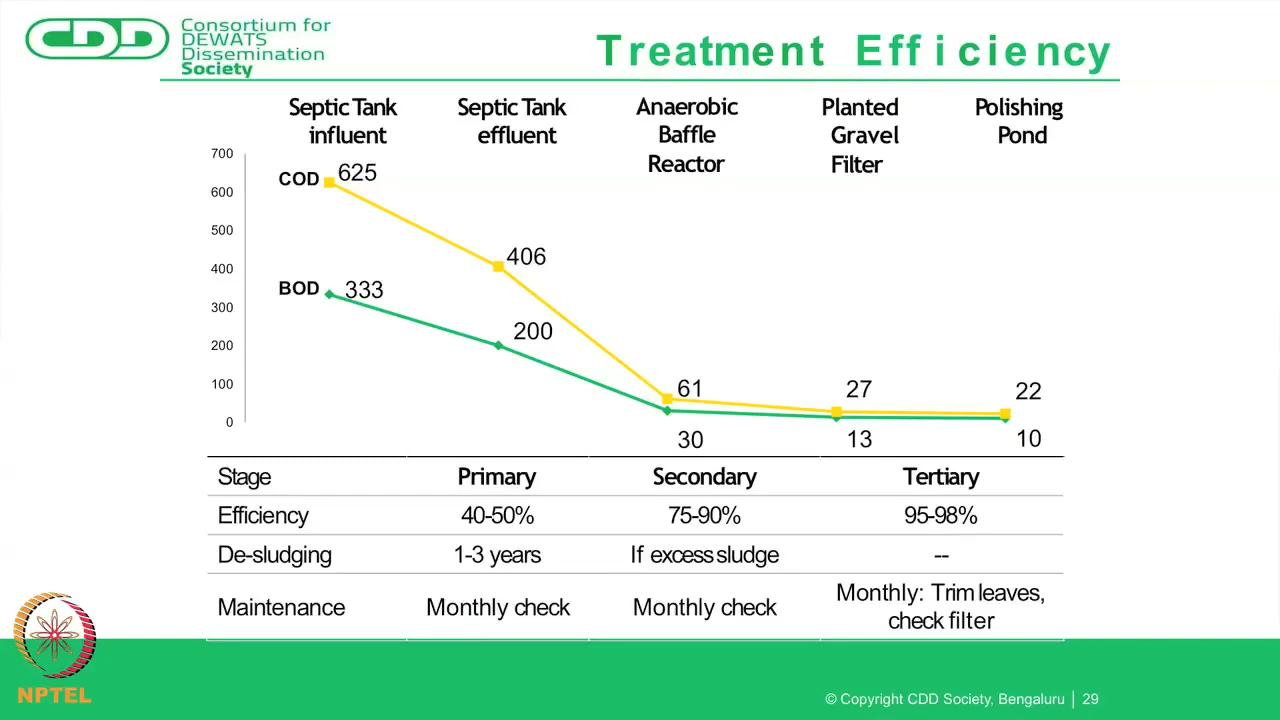 Consortium for
DEWATS
Dissemination
Society
CDD
Treatment Efficiency
Septic Tank influent
Septic Tank effluent
Anaerobic Baffle Reactor
Planted Gravel Filter
Polishing Pond
700
600
500
400
300
200
100
0
COD 625
406
61
27
22
BOD 333
200
30
13
10
Stage Primary Secondary Tertiary
Efficiency 40-50% 75-90% 95-98%
De-sludging 1-3 years If excess sludge --
Maintenance Monthly check Monthly check Monthly: Trim leaves,
check filter
NPTEL
© Copyright CDD Society, Bengaluru | 29